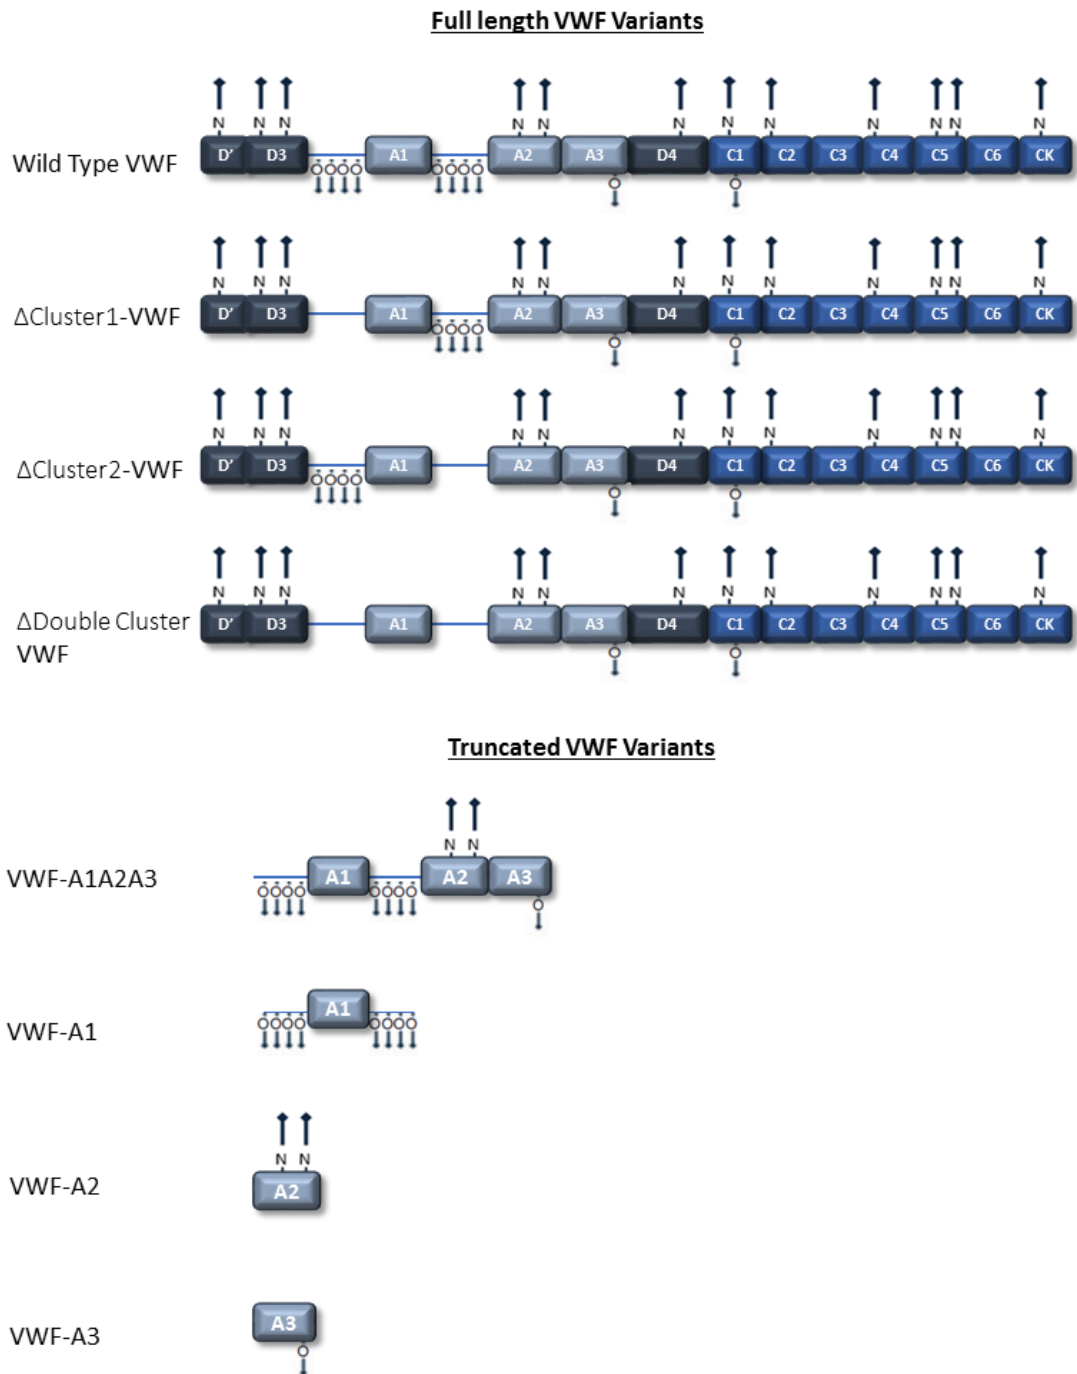 Full length VWF Variants
N N N N N N N N N N N N
Wild Type VWF D' D3 A1 A2 A3 D4 C1 C2 C3 C4 C5 C6 CK
O O O O O O O O O O
N N N N N N N N N N N N
ΔCluster1-VWF D' D3 A1 A2 A3 D4 C1 C2 C3 C4 C5 C6 CK
O O O O O O
N N N N N N N N N N N N
ΔCluster2-VWF D' D3 A1 A2 A3 D4 C1 C2 C3 C4 C5 C6 CK
O O O O O O
N N N N N N N N N N N N
ΔDouble Cluster D' D3 A1 A2 A3 D4 C1 C2 C3 C4 C5 C6 CK
VWF
O O
Truncated VWF Variants
N N
VWF-A1A2A3 A1 A2 A3
O O O O O O O O O
VWF-A1 A1
O O O O O O O O
N N
VWF-A2 A2
VWF-A3 A3
O